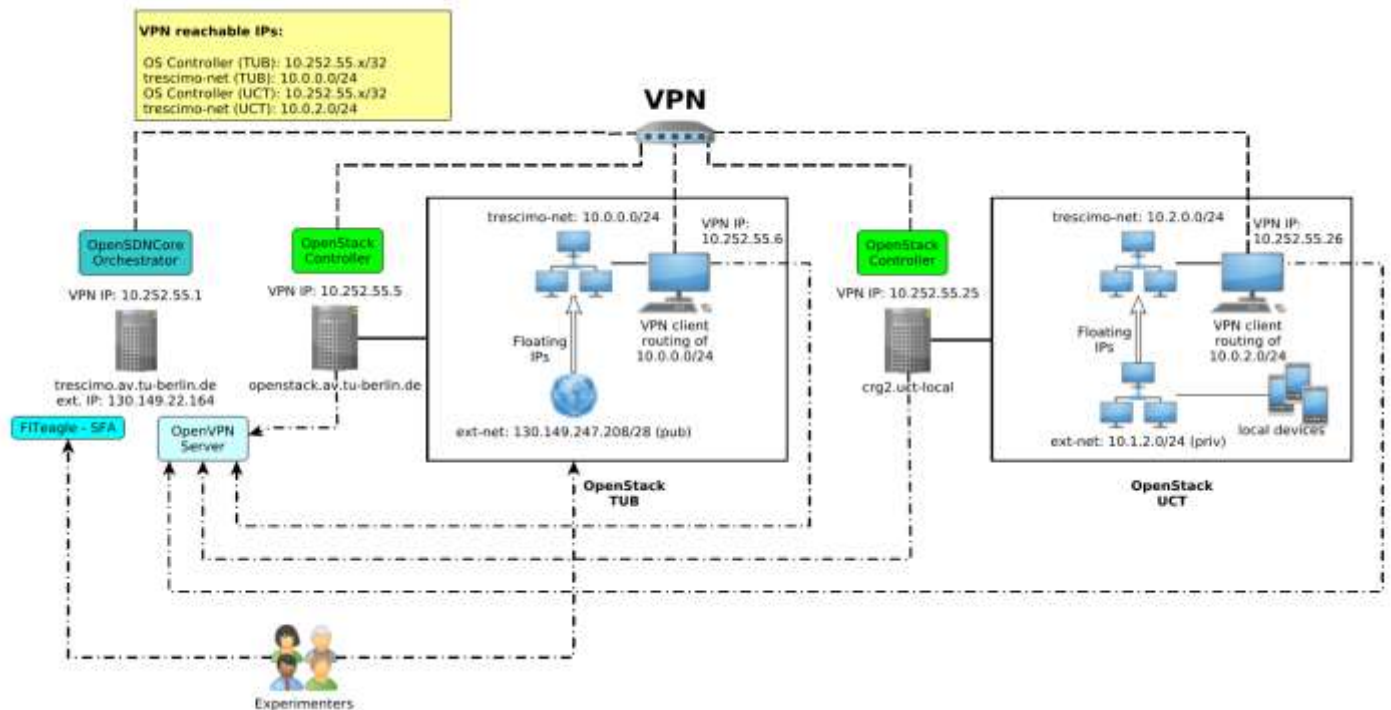 VPN reachable IPs:
OS Controller (TUB): 10.252.55.x/32
trescimo-net (TUB): 10.0.0.0/24
OS Controller (UCT): 10.252.55.x/32
trescimo-net (UCT): 10.0.2.0/24
VPN
OpenSDNCore
Orchestrator
VPN IP: 10.252.55.1
trescimo.av.tu-berlin.de
ext. IP: 130.149.22.164
FITeagle - SFA
OpenVPN
Server
OpenStack
Controller
VPN IP: 10.252.55.5
openstack.av.tu-berlin.de
trescimo-net: 10.0.0.0/24
VPN IP:
10.252.55.6
Floating
IPs
VPN client
routing of
10.0.0.0/24
ext-net: 130.149.247.208/28 (pub)
OpenStack
TUB
OpenStack
Controller
VPN IP: 10.252.55.25
crg2.uct-local
trescimo-net: 10.2.0.0/24
VPN IP:
10.252.55.26
Floating
IPs
VPN client
routing of
10.0.2.0/24
ext-net: 10.1.2.0/24 (priv)
local devices
OpenStack
UCT
Experimenters